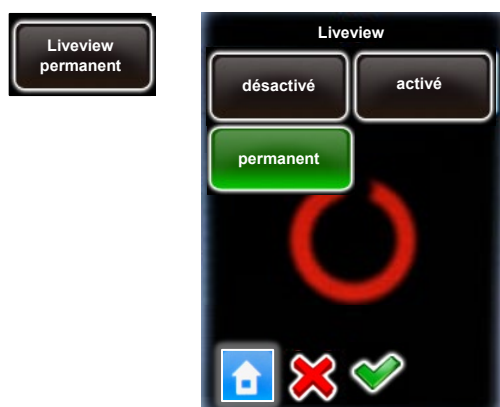 Liveview
permanent
Liveview
désactivé
activé
permanent